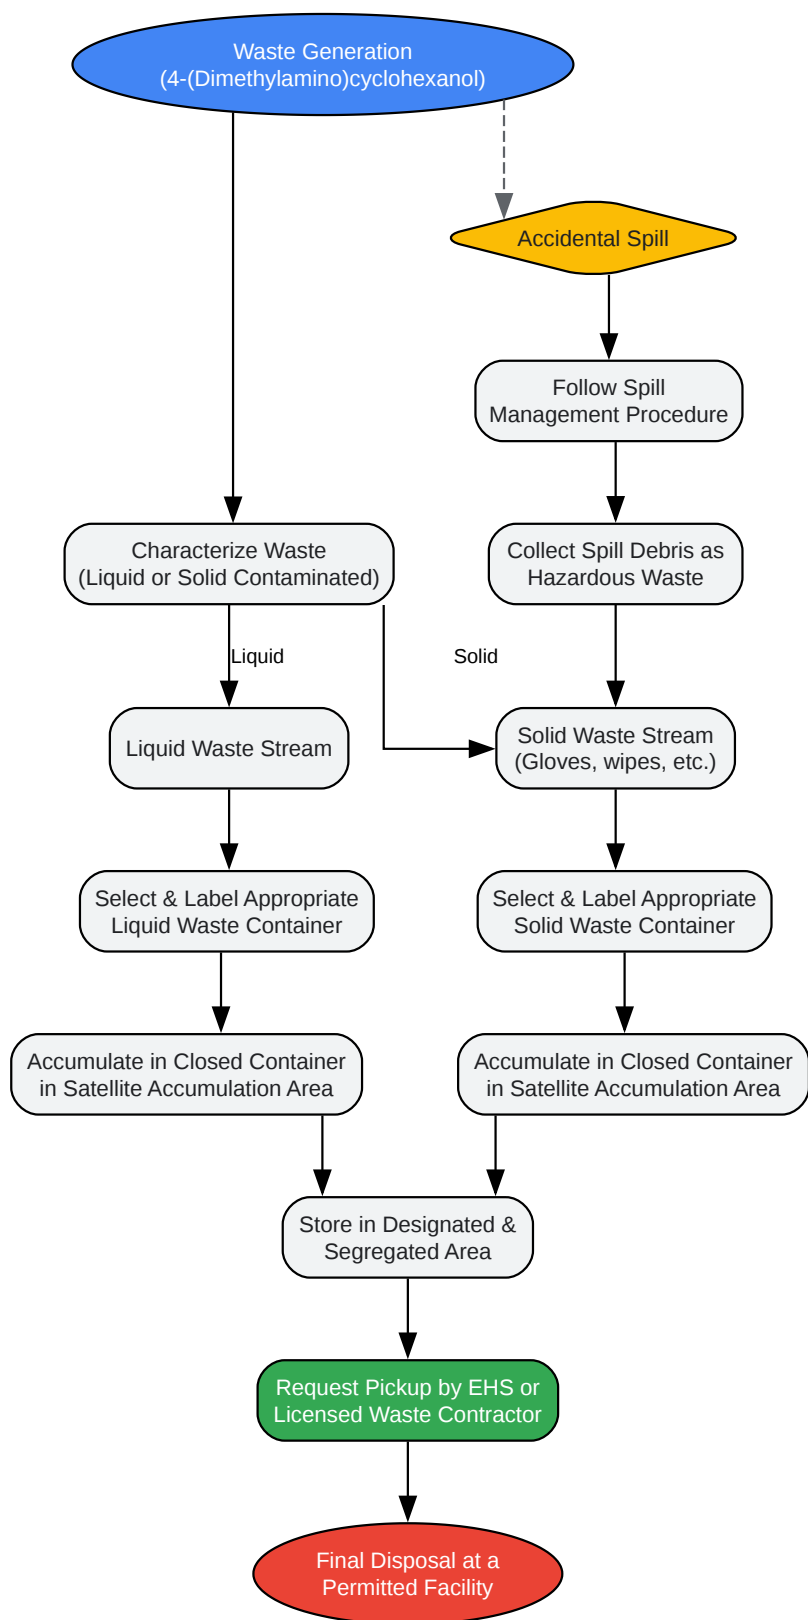 Waste Generation
(4-(Dimethylamino)cyclohexanol)
Accidental Spill
Follow Spill
Management Procedure
Characterize Waste
(Liquid or Solid Contaminated)
Collect Spill Debris as
Hazardous Waste
Liquid
Solid
Liquid Waste Stream
Solid Waste Stream
(Gloves, wipes, etc.)
Select & Label Appropriate
Liquid Waste Container
Select & Label Appropriate
Solid Waste Container
Accumulate in Closed Container
in Satellite Accumulation Area
Accumulate in Closed Container
in Satellite Accumulation Area
Store in Designated &
Segregated Area
Request Pickup by EHS or
Licensed Waste Contractor
Final Disposal at a
Permitted Facility